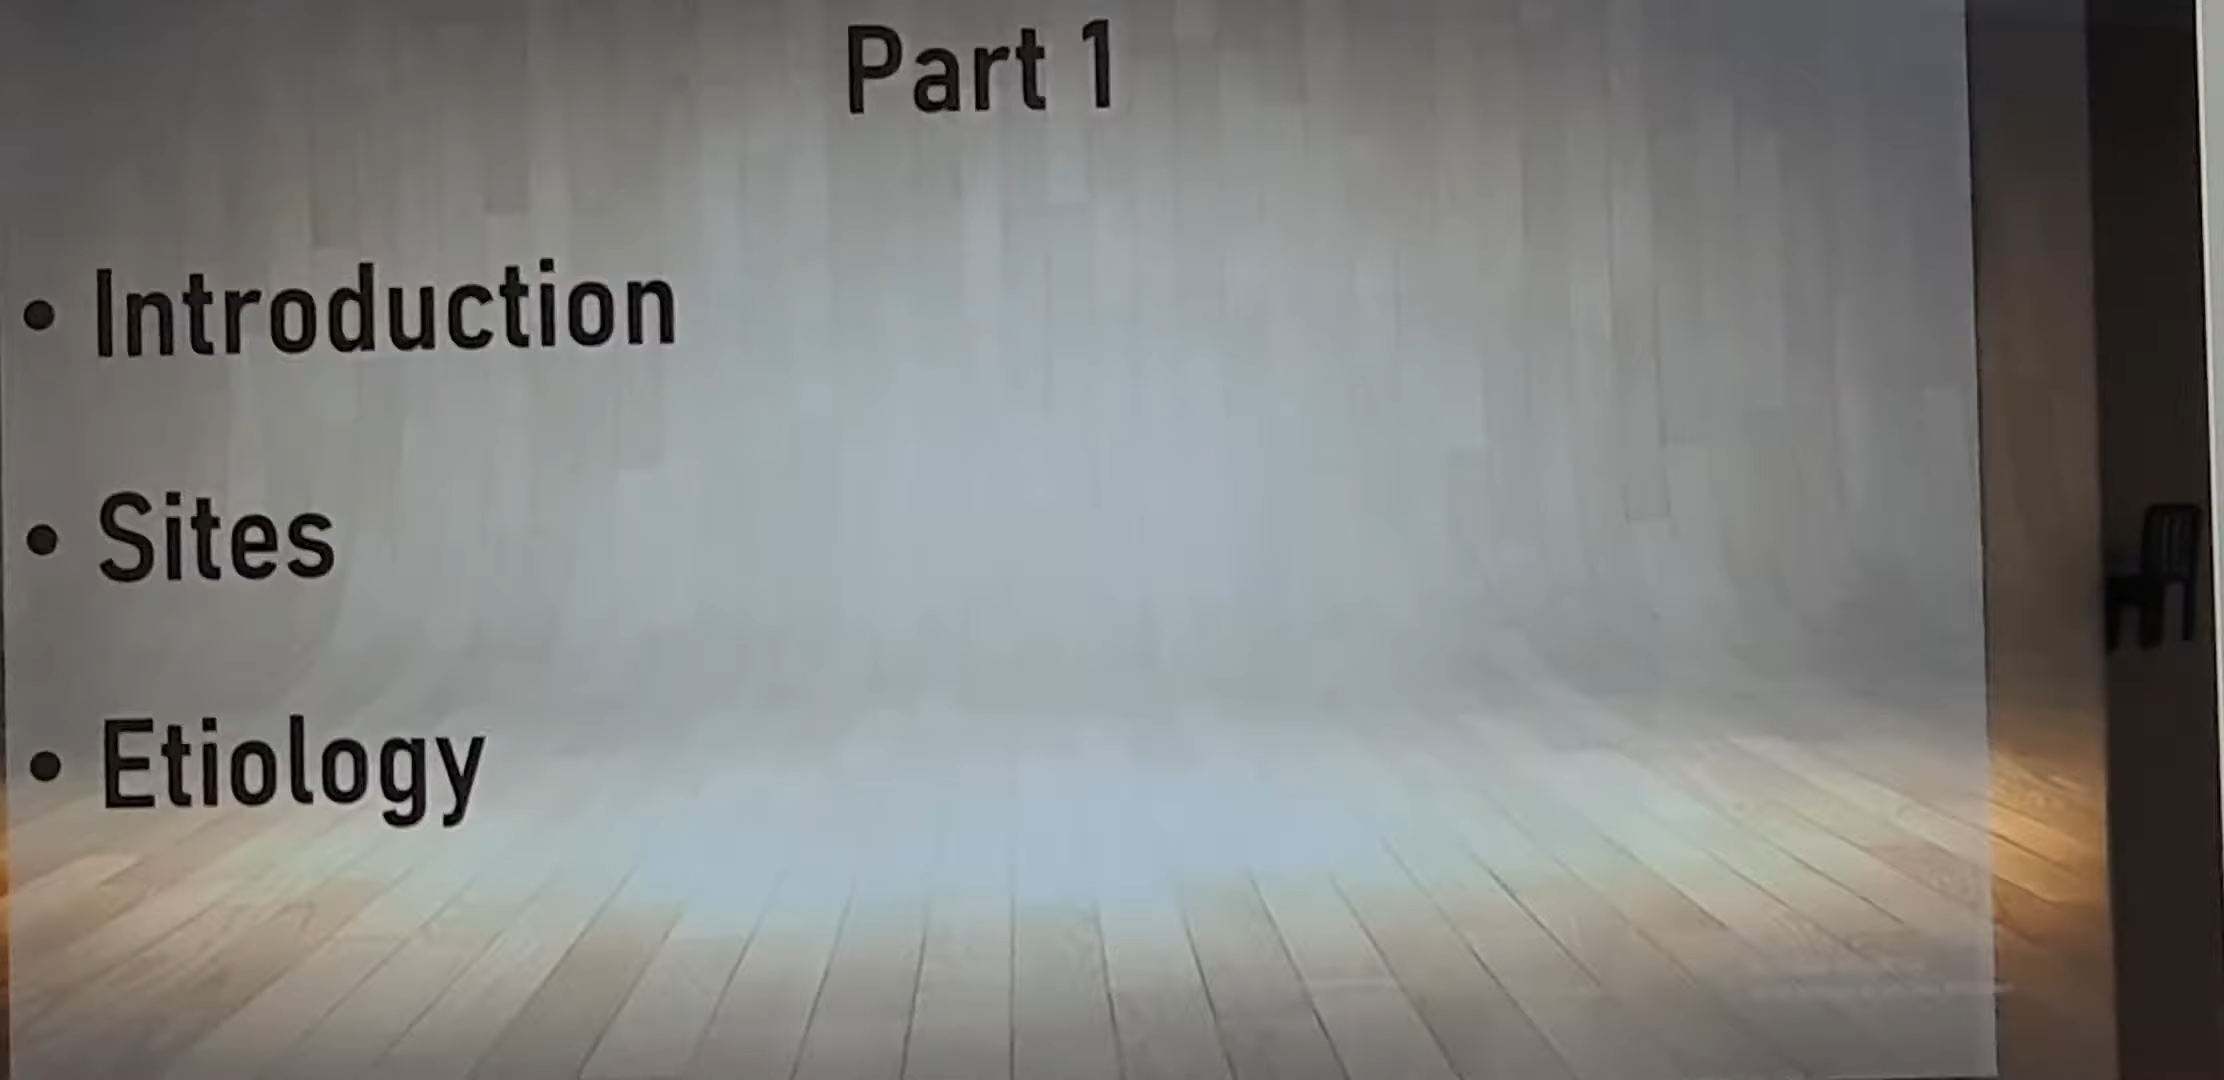 Part 1
• Introduction
• Sites
• Etiology